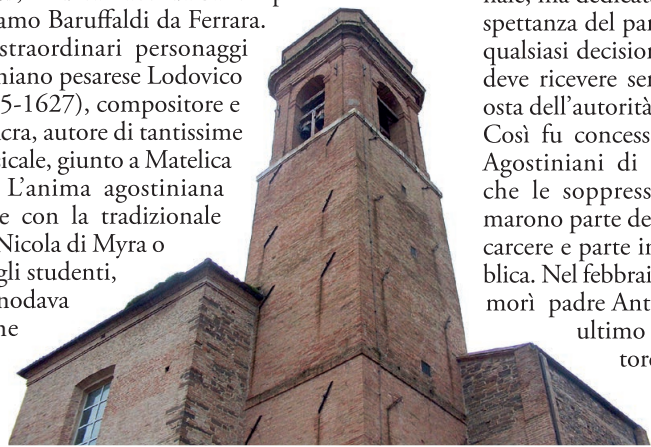 amo Baruffaldi da Ferrara.
straordinari personaggi
niano pesarese Lodovico
5-1627), compositore e
cra, autore di tantissime
icale, giunto a Matelica
L’anima agostiniana
e con la tradizionale
Nicola di Myra o
gli studenti,
nodava
ne
nale, ma dedicat
spettanza del par
qualsiasi decision
deve ricevere sem
osta dell’autorità
Così fu concess
Agostiniani di
che le soppress
marono parte de
carcere e parte in
blica. Nel febbrai
morì padre Ant
ultimo
tore